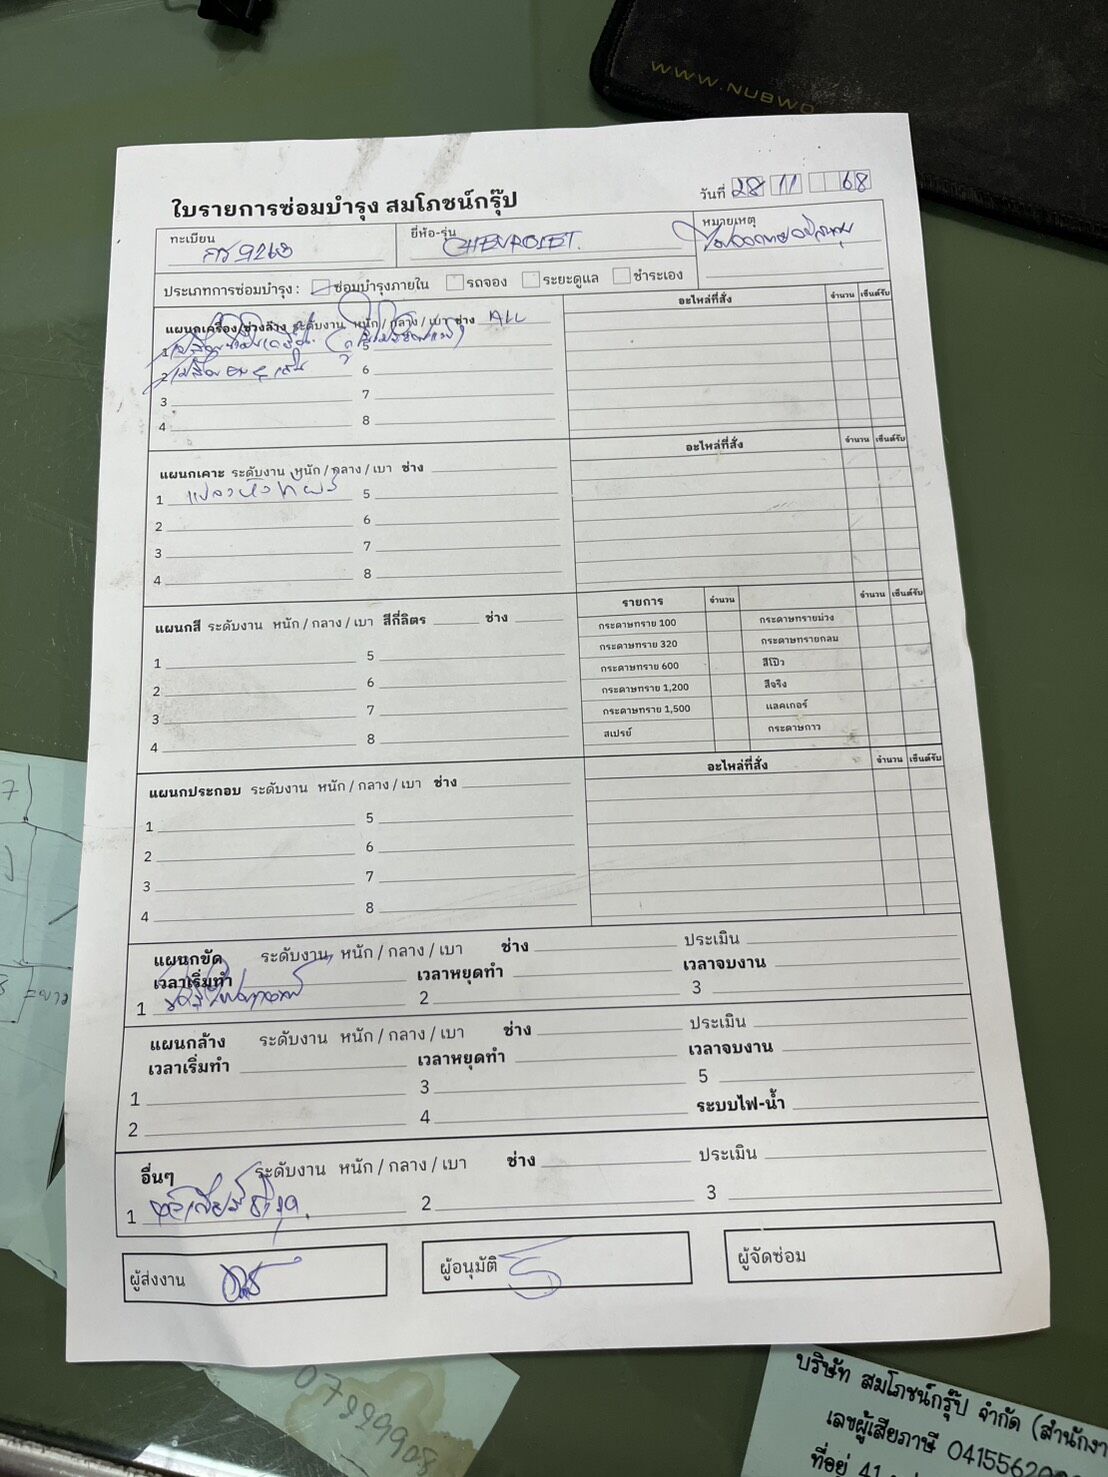 WWW.NUBWO
ใบรายการซ่อมบำรุง สมโภชน์กรุ๊ป
วันที่ 28 11 68
ทะเบียน
9263
ยี่ห้อ-รุ่น CHEVROLET.
หมายเหตุ
ประเภทการซ่อมบำรุง : ซ่อมบำรุงภายใน รถจอง ระยะดูแล ชำระเอง
แผนกเครื่อง/ช่วงล่าง ระดับงาน หนัก / กลาง / เบา ช่าง ALL
อะไหล่ที่สั่ง จำนวน เซ็นต์รับ
1 5
2 6
3 7
4 8
แผนกเคาะ ระดับงาน หนัก / กลาง / เบา ช่าง
อะไหล่ที่สั่ง จำนวน เซ็นต์รับ
1 5
2 6
3 7
4 8
แผนกสี ระดับงาน หนัก / กลาง / เบา สีกี่ลิตร ช่าง
รายการ จำนวน จำนวน เซ็นต์รับ
1 5
2 6
3 7
4 8
กระดาษทราย 100 กระดาษทรายม่วง
กระดาษทราย 320 กระดาษทรายกลม
กระดาษทราย 600 สีโป๊ว
กระดาษทราย 1,200 สีจริง
กระดาษทราย 1,500 แลคเกอร์
สเปรย์ กระดาษกาว
แผนกประกอบ ระดับงาน หนัก / กลาง / เบา ช่าง
อะไหล่ที่สั่ง จำนวน เซ็นต์รับ
1 5
2 6
3 7
4 8
แผนกขัด ระดับงาน หนัก / กลาง / เบา ช่าง ประเมิน
เวลาเริ่มทำ เวลาหยุดทำ เวลาจบงาน
1 2 3
แผนกล้าง ระดับงาน หนัก / กลาง / เบา ช่าง ประเมิน
เวลาเริ่มทำ เวลาหยุดทำ เวลาจบงาน
1 3 5
2 4 ระบบไฟ-น้ำ
อื่นๆ ระดับงาน หนัก / กลาง / เบา ช่าง ประเมิน
1 2 3
ผู้ส่งงาน
ผู้อนุมัติ
ผู้จัดซ่อม
บริษัท สมโภชน์กรุ๊ป จำกัด (สำนักง
เลขผู้เสียภาษี 04155620
ที่อยู่ 41